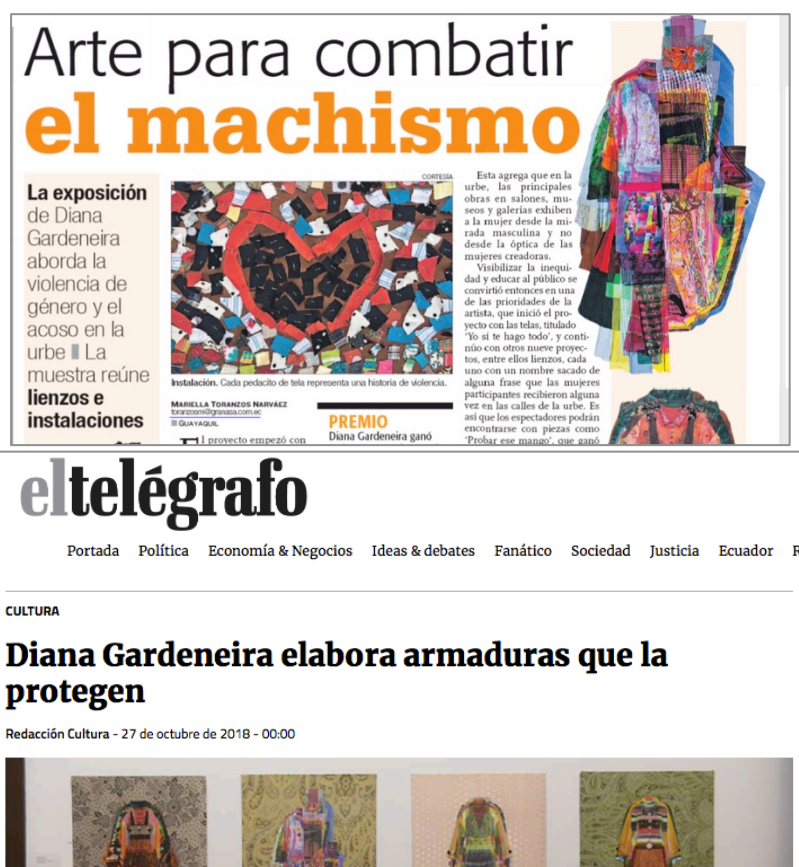 Arte para combatir
el machismo
La exposición
de Diana
Gardeneira
aborda la
violencia de
género y el
acoso en la
urbe La
muestra reúne
lienzos e
instalaciones
CORTESÍA
Instalación. Cada pedacito de tela representa una historia de violencia.
MARIELLA TORANZOS NARVÁEZ
toranzosm@granasa.com.ec
GUAYAQUIL
El proyecto empezó con
PREMIO
Diana Gardeneira ganó
Esta agrega que en la
urbe, las principales
obras en salones, mu-
seos y galerías exhiben
a la mujer desde la mi-
rada masculina y no
desde la óptica de las
mujeres creadoras.
Visibilizar la inequi-
dad y educar al público se
convirtió entonces en una
de las prioridades de la
artista, que inició el pro-
yecto con las telas, titulado
‘Yo sí te hago todo’, y conti-
núo con otros nueve proyec-
tos, entre ellos lienzos, cada
uno con un nombre sacado de
alguna frase que las mujeres
participantes recibieron alguna
vez en las calles de la urbe. Es
así que los espectadores podrán
encontrarse con piezas como
‘Probar ese mango’, que ganó
eltelégrafo
Portada Política Economía & Negocios Ideas & debates Fanático Sociedad Justicia Ecuador
CULTURA
Diana Gardeneira elabora armaduras que la
protegen
Redacción Cultura - 27 de octubre de 2018 - 00:00